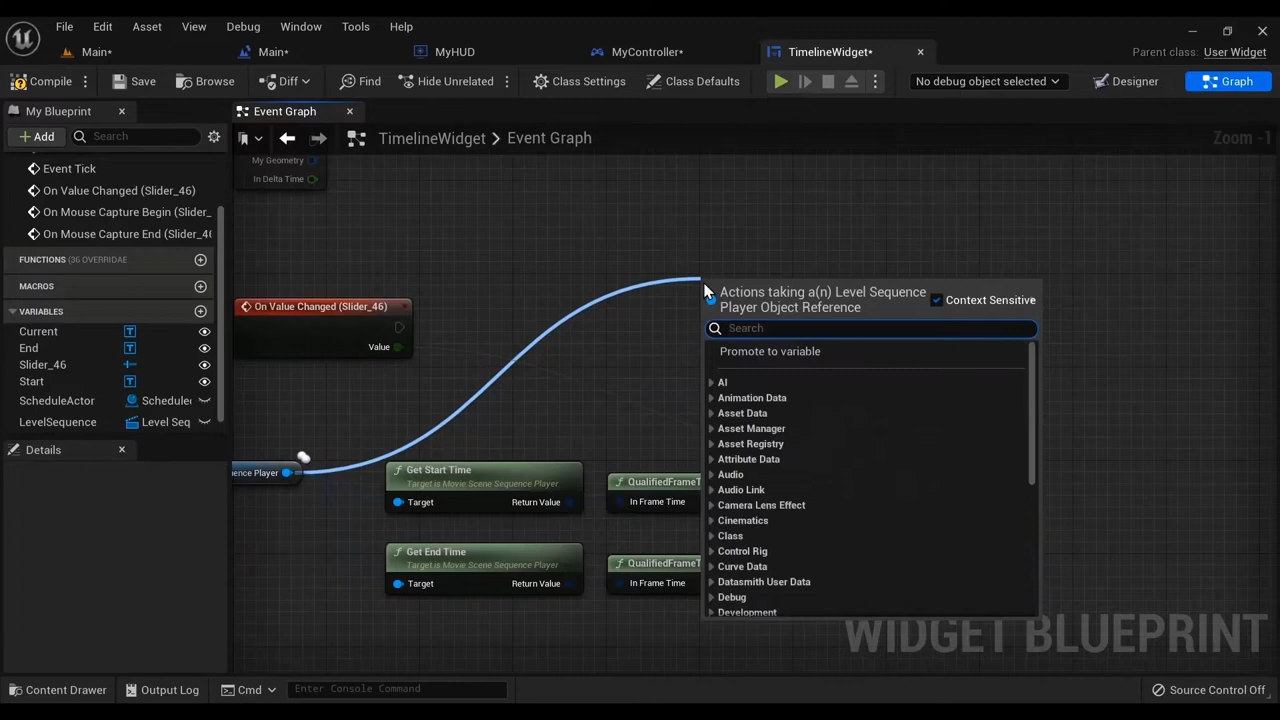 File Edit Asset View Debug Window Tools Help
Main* Main* MyHUD MyController* TimelineWidget* Parent class: User Widget
Compile Save Browse Diff Find Hide Unrelated Class Settings Class Defaults No debug object selected Designer Graph
My Blueprint Event Graph
Add Search TimelineWidget > Event Graph Zoom -1
My Geometry
Event Tick
In Delta Time
On Value Changed (Slider_46)
On Mouse Capture Begin (Slider_
On Mouse Capture End (Slider_46
FUNCTIONS (36 OVERRIDAE
MACROS
VARIABLES
Current
End
Slider_46
Start
ScheduleActor Schedule
LevelSequence Level Seq
Details
On Value Changed (Slider_46)
Value
Actions taking a(n) Level Sequence
Player Object Reference
Context Sensitive
Search
Promote to variable
AI
Animation Data
Asset Data
Asset Manager
Asset Registry
Attribute Data
Audio
Audio Link
Camera Lens Effect
Cinematics
Class
Control Rig
Curve Data
Datasmith User Data
Debug
Development
uence Player
Get Start Time
Target is Movie Scene Sequence Player
Target Return Value
QualifiedFrameT
In Frame Time
Get End Time
Target is Movie Scene Sequence Player
Target Return Value
QualifiedFrameT
In Frame Time
WIDGET BLUEPRINT
Content Drawer Output Log Cmd Enter Console Command Source Control Off